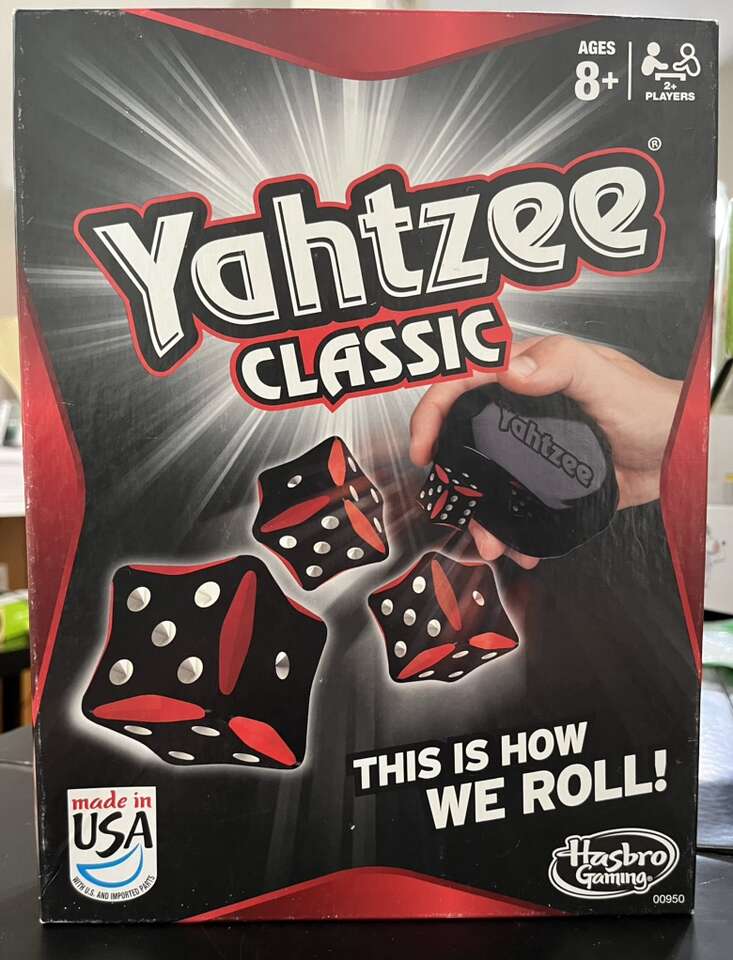 AGES
8+
2+
PLAYERS
Yahtzee®
CLASSIC
Yahtzee
THIS IS HOW
WE ROLL!
made in
USA
WITH U.S. AND IMPORTED PARTS
Hasbro
Gaming®
00950